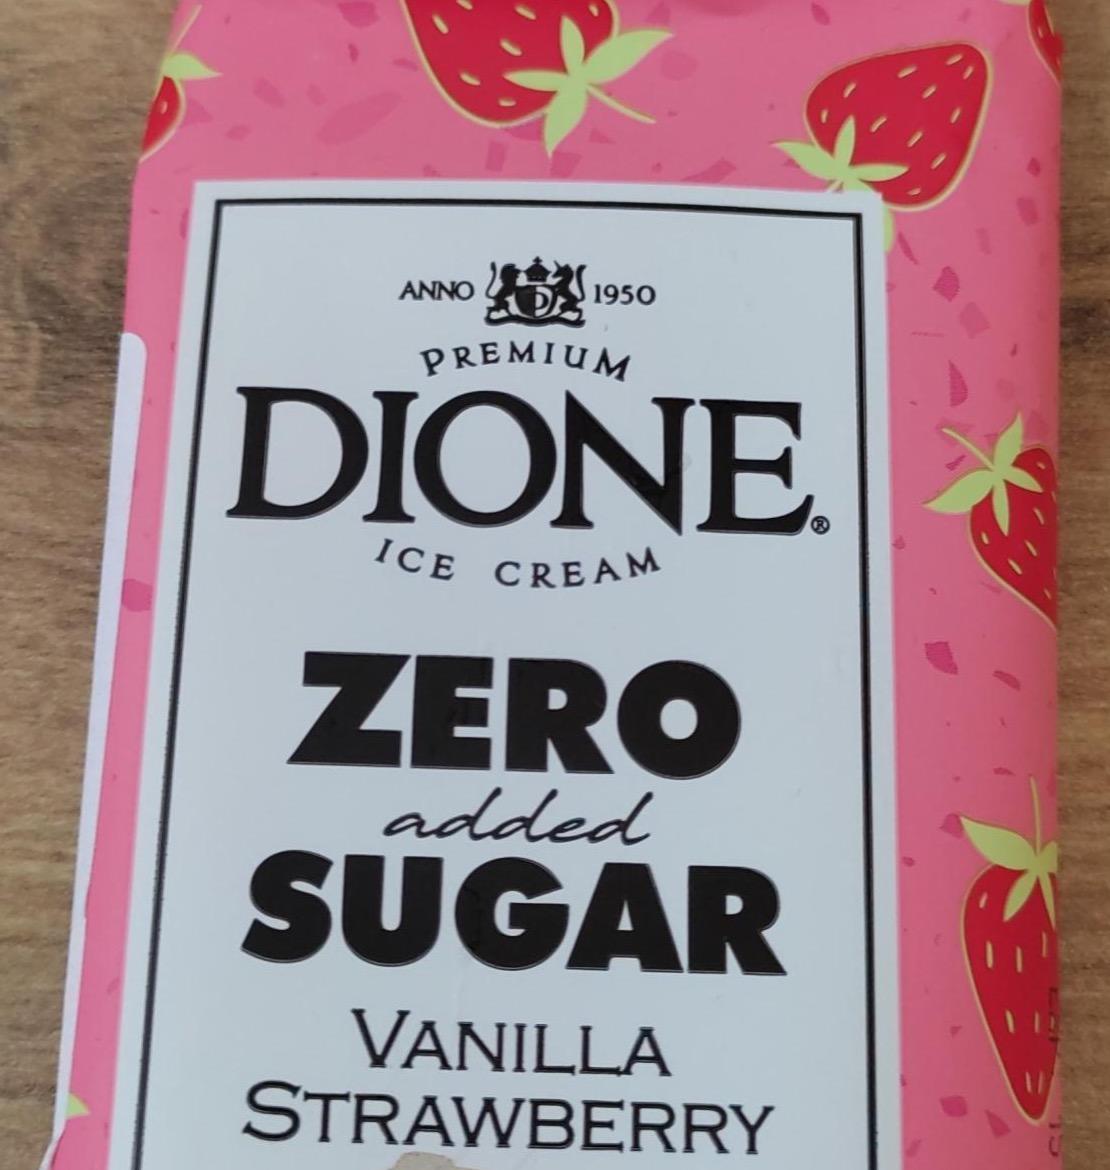 ANNO D 1950
PREMIUM
DIONE®
ICE CREAM
ZERO
added
SUGAR
VANILLA
STRAWBERRY